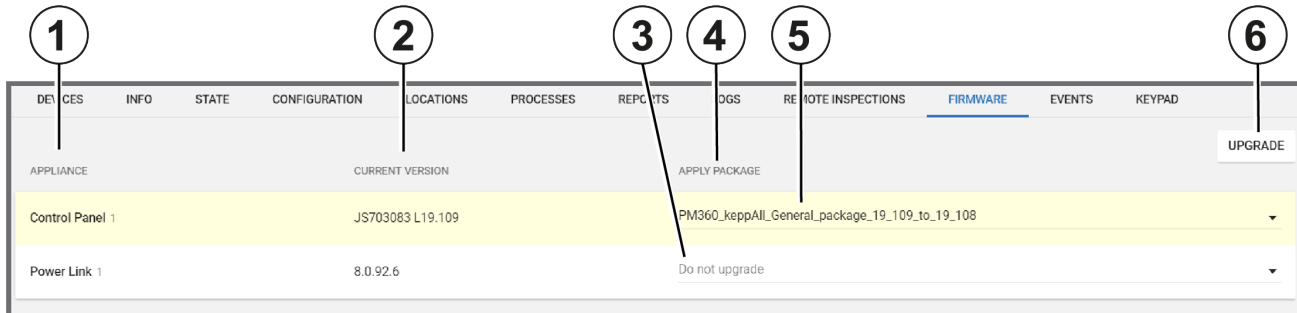 1 2 3 4 5 6
DEVICES INFO STATE CONFIGURATION LOCATIONS PROCESSES REPORTS LOGS REMOTE INSPECTIONS FIRMWARE EVENTS KEYPAD
UPGRADE
APPLIANCE CURRENT VERSION APPLY PACKAGE
Control Panel 1 JS703083 L19.109 PM360_keppAll_General_package_19_109_to_19_108
Power Link 1 8.0.92.6 Do not upgrade